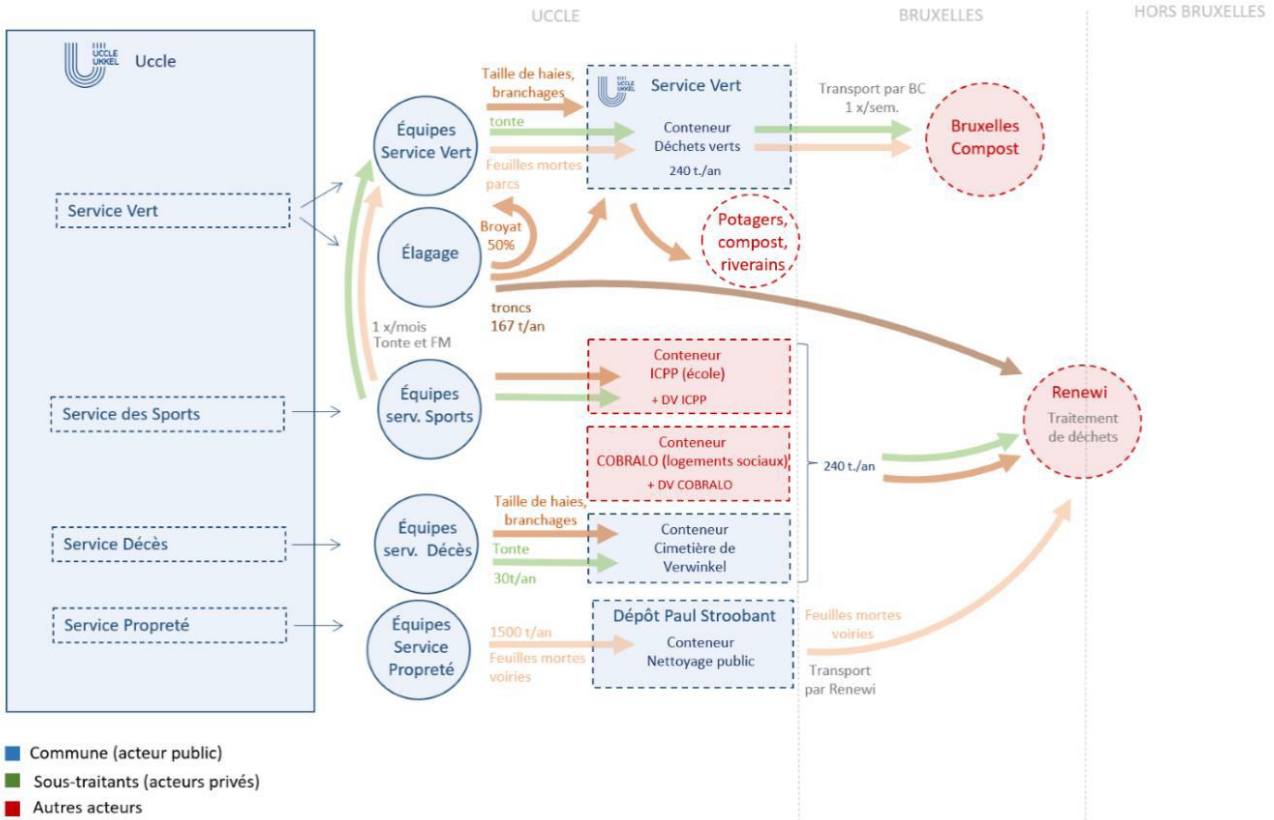 UCCLE
BRUXELLES
HORS BRUXELLES
UCCLE
UKKEL
Uccle
Service Vert
Service des Sports
Service Décès
Service Propreté
Équipes
Service Vert
Élagage
1 x/mois
Tonte et FM
Équipes
serv. Sports
Équipes
serv. Décès
Équipes
Service
Propreté
Taille de haies,
branchages
tonte
Feuilles mortes
parcs
Broyat
50%
troncs
167 t/an
Taille de haies,
branchages
Tonte
30t/an
1500 t/an
Feuilles mortes
voiries
Service Vert
Conteneur
Déchets verts
240 t./an
Potagers,
compost,
riverains
Conteneur
ICPP (école)
+ DV ICPP
Conteneur
COBRALO (logements sociaux)
+ DV COBRALO
Conteneur
Cimetière de
Verwinkel
Dépôt Paul Stroobant
Conteneur
Nettoyage public
Transport par BC
1 x/sem.
Bruxelles
Compost
240 t./an
Renewi
Traitement
de déchets
Feuilles mortes
voiries
Transport
par Renewi
Commune (acteur public)
Sous-traitants (acteurs privés)
Autres acteurs